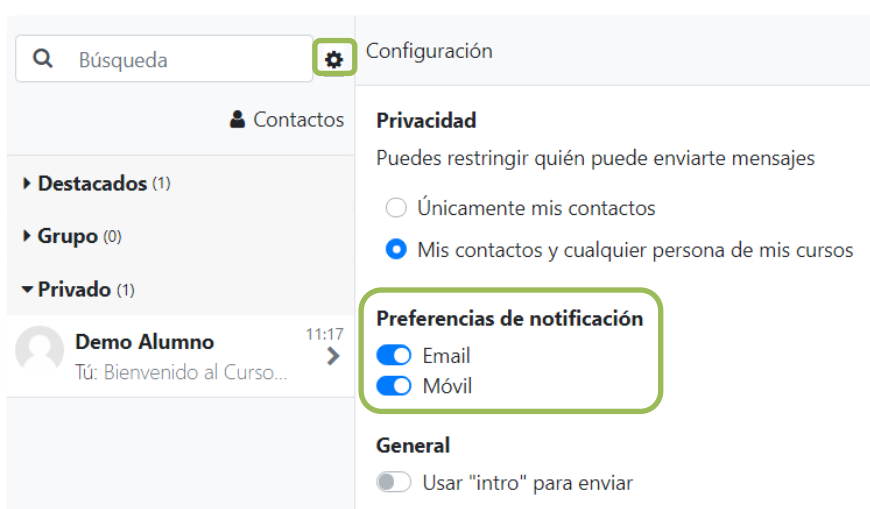 Búsqueda
Contactos
Destacados (1)
Grupo (0)
Privado (1)
Demo Alumno
11:17
Tú: Bienvenido al Curso...
Configuración
Privacidad
Puedes restringir quién puede enviarte mensajes
Únicamente mis contactos
Mis contactos y cualquier persona de mis cursos
Preferencias de notificación
Email
Móvil
General
Usar "intro" para enviar